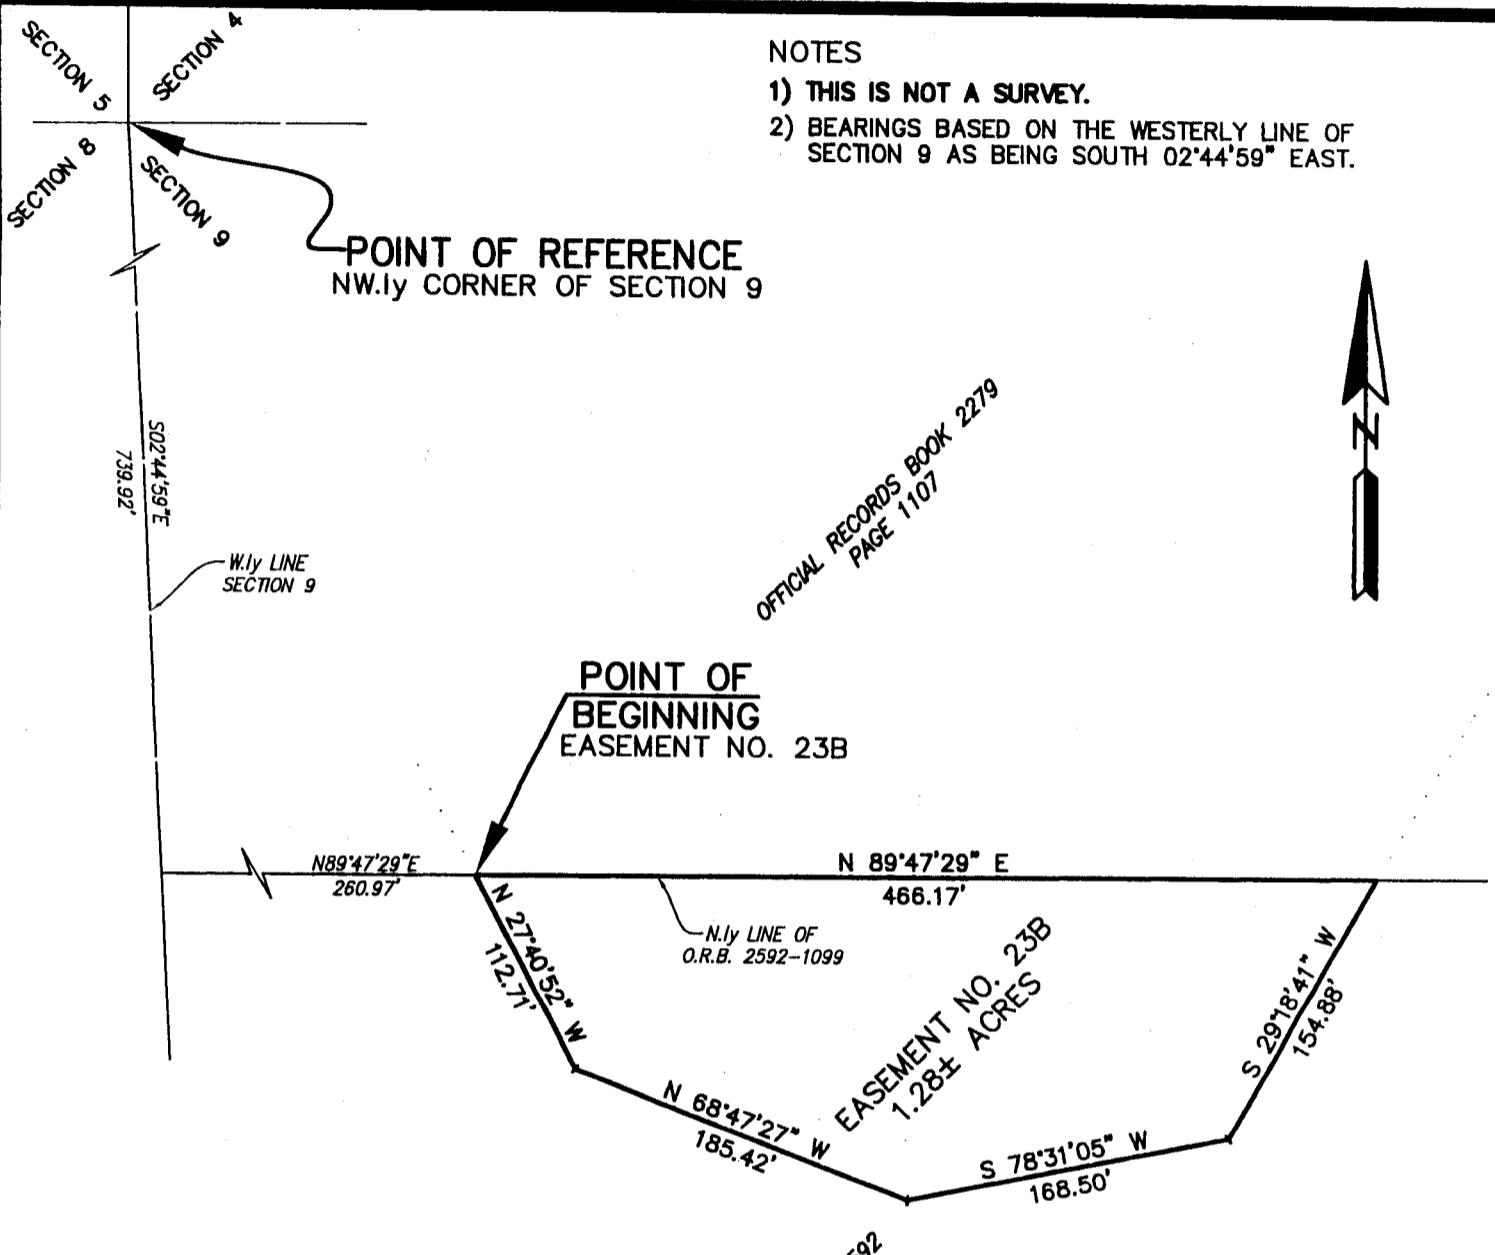 SECTION 5
SECTION 4
SECTION 8
SECTION 9
NOTES
1) THIS IS NOT A SURVEY.
2) BEARINGS BASED ON THE WESTERLY LINE OF
SECTION 9 AS BEING SOUTH 02°44'59" EAST.
POINT OF REFERENCE
NW.ly CORNER OF SECTION 9
N
S02°44'59"E
739.92'
W.ly LINE
SECTION 9
OFFICIAL RECORDS BOOK 2279
PAGE 1107
POINT OF
BEGINNING
EASEMENT NO. 23B
N89°47'29"E
260.97'
N 89°47'29" E
466.17'
N.ly LINE OF
O.R.B. 2592-1099
N 27°40'52" W
112.71'
N 68°47'27" W
185.42'
EASEMENT NO. 23B
1.28± ACRES
S 78°31'05" W
168.50'
S 29°18'41" W
154.88'